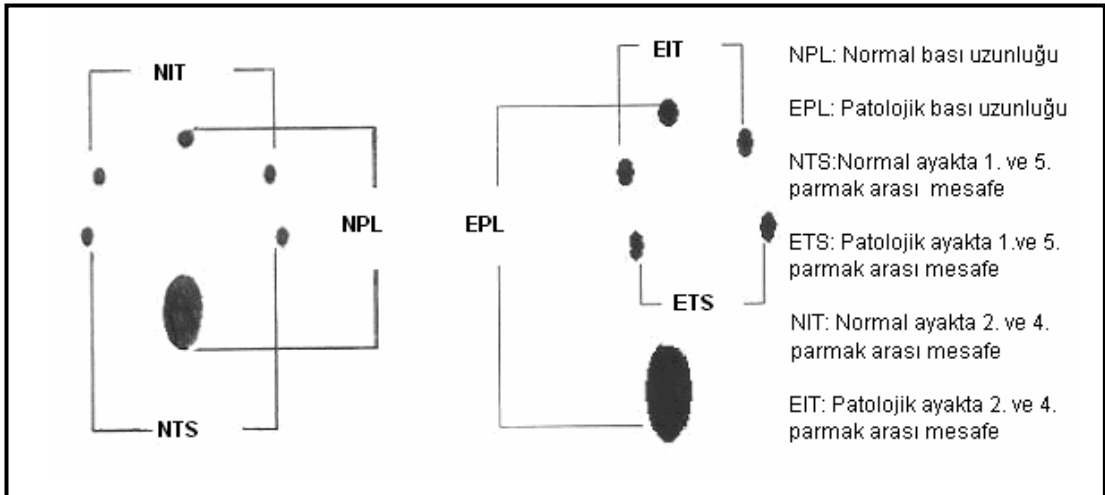 NIT
NPL
NTS
EIT
EPL
ETS
NPL: Normal bası uzunluğu
EPL: Patolojik bası uzunluğu
NTS:Normal ayakta 1. ve 5.
parmak arası mesafe
ETS: Patolojik ayakta 1.ve 5.
parmak arası mesafe
NIT: Normal ayakta 2. ve 4.
parmak arası mesafe
EIT: Patolojik ayakta 2. ve 4.
parmak arası mesafe